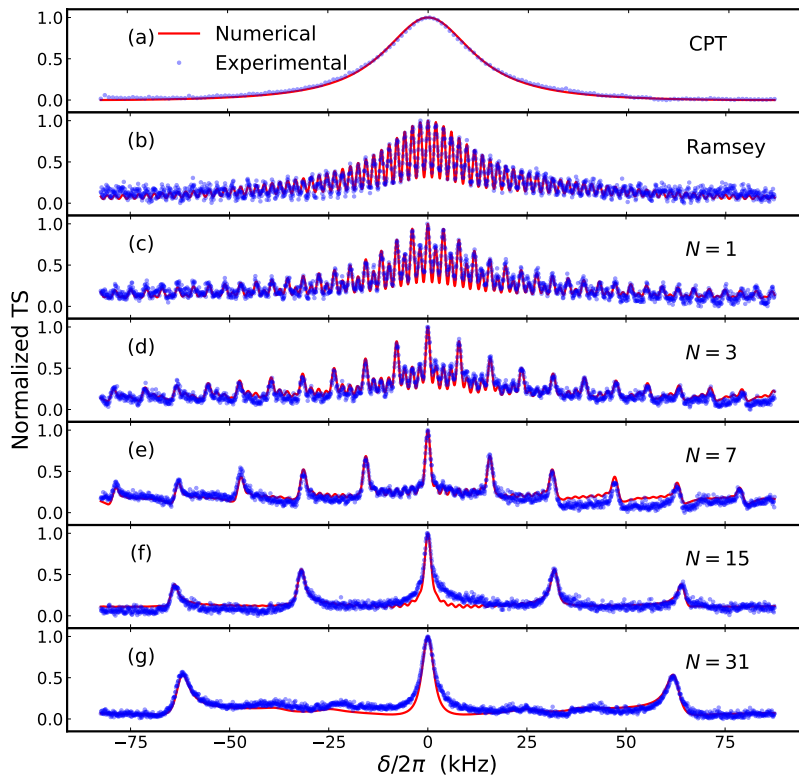 Normalized TS
(a) Numerical CPT
Experimental
1.0
0.5
0.0
(b) Ramsey
1.0
0.5
0.0
(c) N = 1
1.0
0.5
0.0
(d) N = 3
1.0
0.5
0.0
(e) N = 7
1.0
0.5
0.0
(f) N = 15
1.0
0.5
0.0
(g) N = 31
1.0
0.5
0.0
−75 −50 −25 0 25 50 75
δ/2π (kHz)